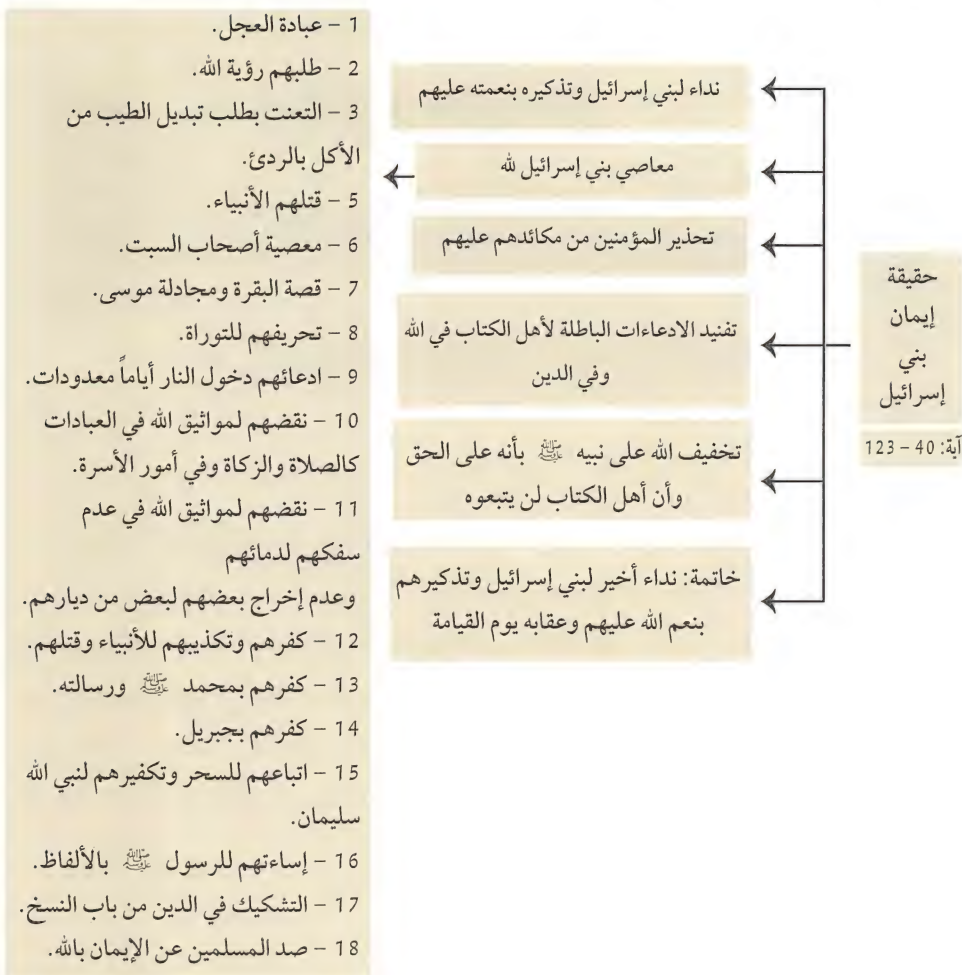 حقيقة
إيمان
بني
إسرائيل
آية: 40 – 123
نداء لبني إسرائيل وتذكيره بنعمته عليهم
معاصي بني إسرائيل لله
تحذير المؤمنين من مكائدهم عليهم
تفنيد الادعاءات الباطلة لأهل الكتاب في الله
وفي الدين
تخفيف الله على نبيه ﷺ بأنه على الحق
وأن أهل الكتاب لن يتبعوه
خاتمة: نداء أخير لبني إسرائيل وتذكيرهم
بنعم الله عليهم وعقابه يوم القيامة
1 – عبادة العجل.
2 – طلبهم رؤية الله.
3 – التعنت بطلب تبديل الطيب من
الأكل بالردئ.
5 – قتلهم الأنبياء.
6 – معصية أصحاب السبت.
7 – قصة البقرة ومجادلة موسى.
8 – تحريفهم للتوراة.
9 – ادعائهم دخول النار أياماً معدودات.
10 – نقضهم لمواثيق الله في العبادات
كالصلاة والزكاة وفي أمور الأسرة.
11 – نقضهم لمواثيق الله في عدم
سفكهم لدمائهم
وعدم إخراج بعضهم لبعض من ديارهم.
12 – كفرهم وتكذيبهم للأنبياء وقتلهم.
13 – كفرهم بمحمد ﷺ ورسالته.
14 – كفرهم بجبريل.
15 – اتباعهم للسحر وتكفيرهم لنبي الله
سليمان.
16 – إساءتهم للرسول ﷺ بالألفاظ.
17 – التشكيك في الدين من باب النسخ.
18 – صد المسلمين عن الإيمان بالله.